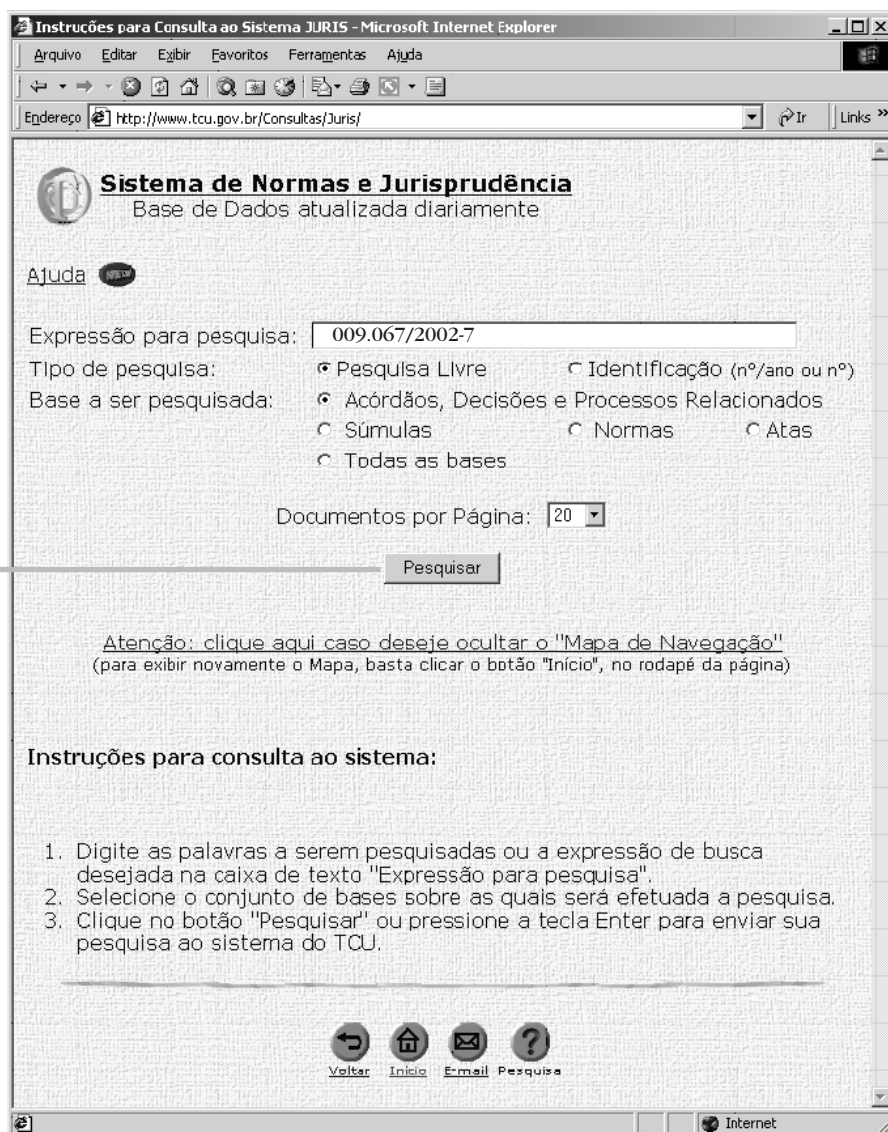 Instruções para Consulta ao Sistema JURIS - Microsoft Internet Explorer
Arquivo Editar Exibir Favoritos Ferramentas Ajuda
Endereço http://www.tcu.gov.br/Consultas/Juris/ Ir Links »
Sistema de Normas e Jurisprudência
Base de Dados atualizada diariamente
Ajuda
Expressão para pesquisa: 009.067/2002-7
Tipo de pesquisa: Pesquisa Livre Identificação (nº/ano ou nº)
Base a ser pesquisada: Acórdãos, Decisões e Processos Relacionados
Súmulas Normas Atas
Todas as bases
Documentos por Página: 20
Pesquisar
Atenção: clique aqui caso deseje ocultar o "Mapa de Navegação"
(para exibir novamente o Mapa, basta clicar o botão "Início", no rodapé da página)
Instruções para consulta ao sistema:
1. Digite as palavras a serem pesquisadas ou a expressão de busca
desejada na caixa de texto "Expressão para pesquisa".
2. Selecione o conjunto de bases sobre as quais será efetuada a pesquisa.
3. Clique no botão "Pesquisar" ou pressione a tecla Enter para enviar sua
pesquisa ao sistema do TCU.
Voltar Início E-mail Pesquisa
Internet